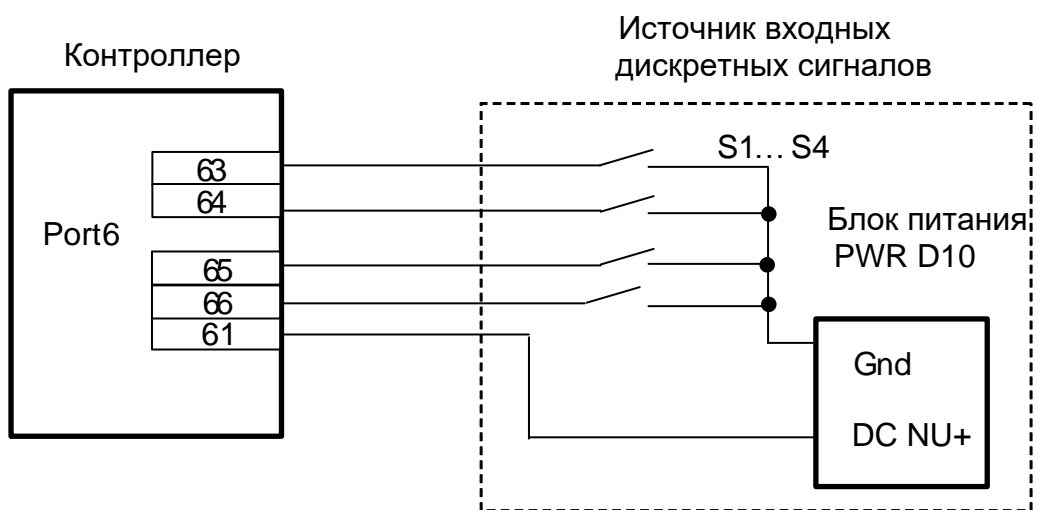 Контроллер
Источник входных
дискретных сигналов
Port6
63
64
65
66
61
S1... S4
Блок питания
PWR D10
Gnd
DC NU+